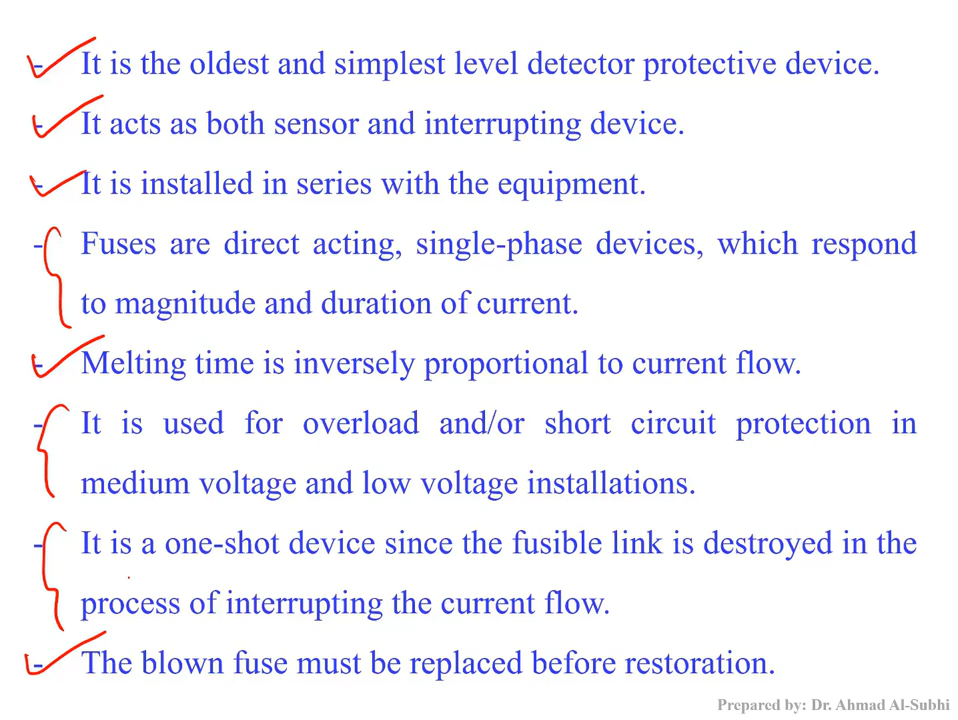 - It is the oldest and simplest level detector protective device.
- It acts as both sensor and interrupting device.
- It is installed in series with the equipment.
- Fuses are direct acting, single-phase devices, which respond
to magnitude and duration of current.
- Melting time is inversely proportional to current flow.
- It is used for overload and/or short circuit protection in
medium voltage and low voltage installations.
- It is a one-shot device since the fusible link is destroyed in the
process of interrupting the current flow.
- The blown fuse must be replaced before restoration.
Prepared by: Dr. Ahmad Al-Subhi